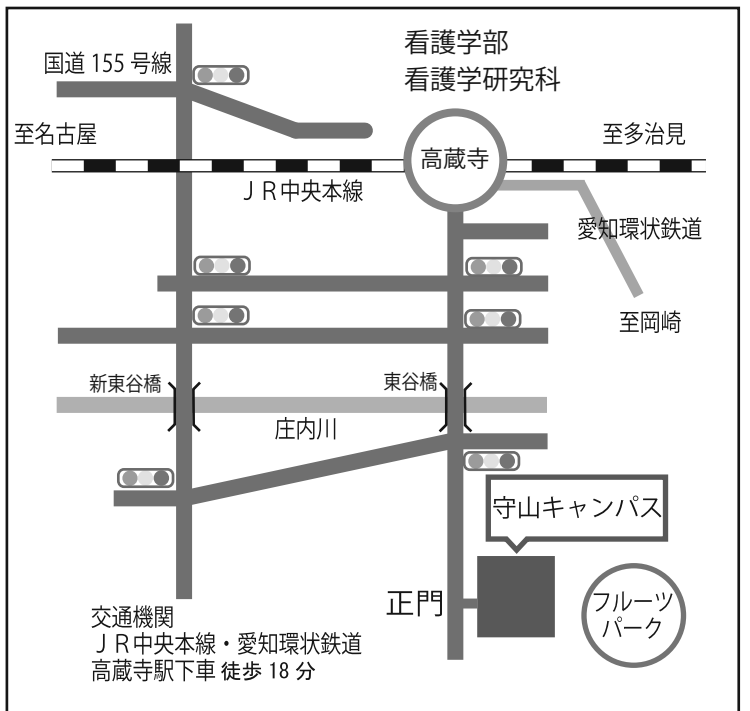 看護学部
看護学研究科
国道 155 号線
至名古屋
高蔵寺
至多治見
ＪＲ中央本線
愛知環状鉄道
至岡崎
新東谷橋
東谷橋
庄内川
守山キャンパス
正門
フルーツ
パーク
交通機関
ＪＲ中央本線・愛知環状鉄道
高蔵寺駅下車 徒歩 18 分